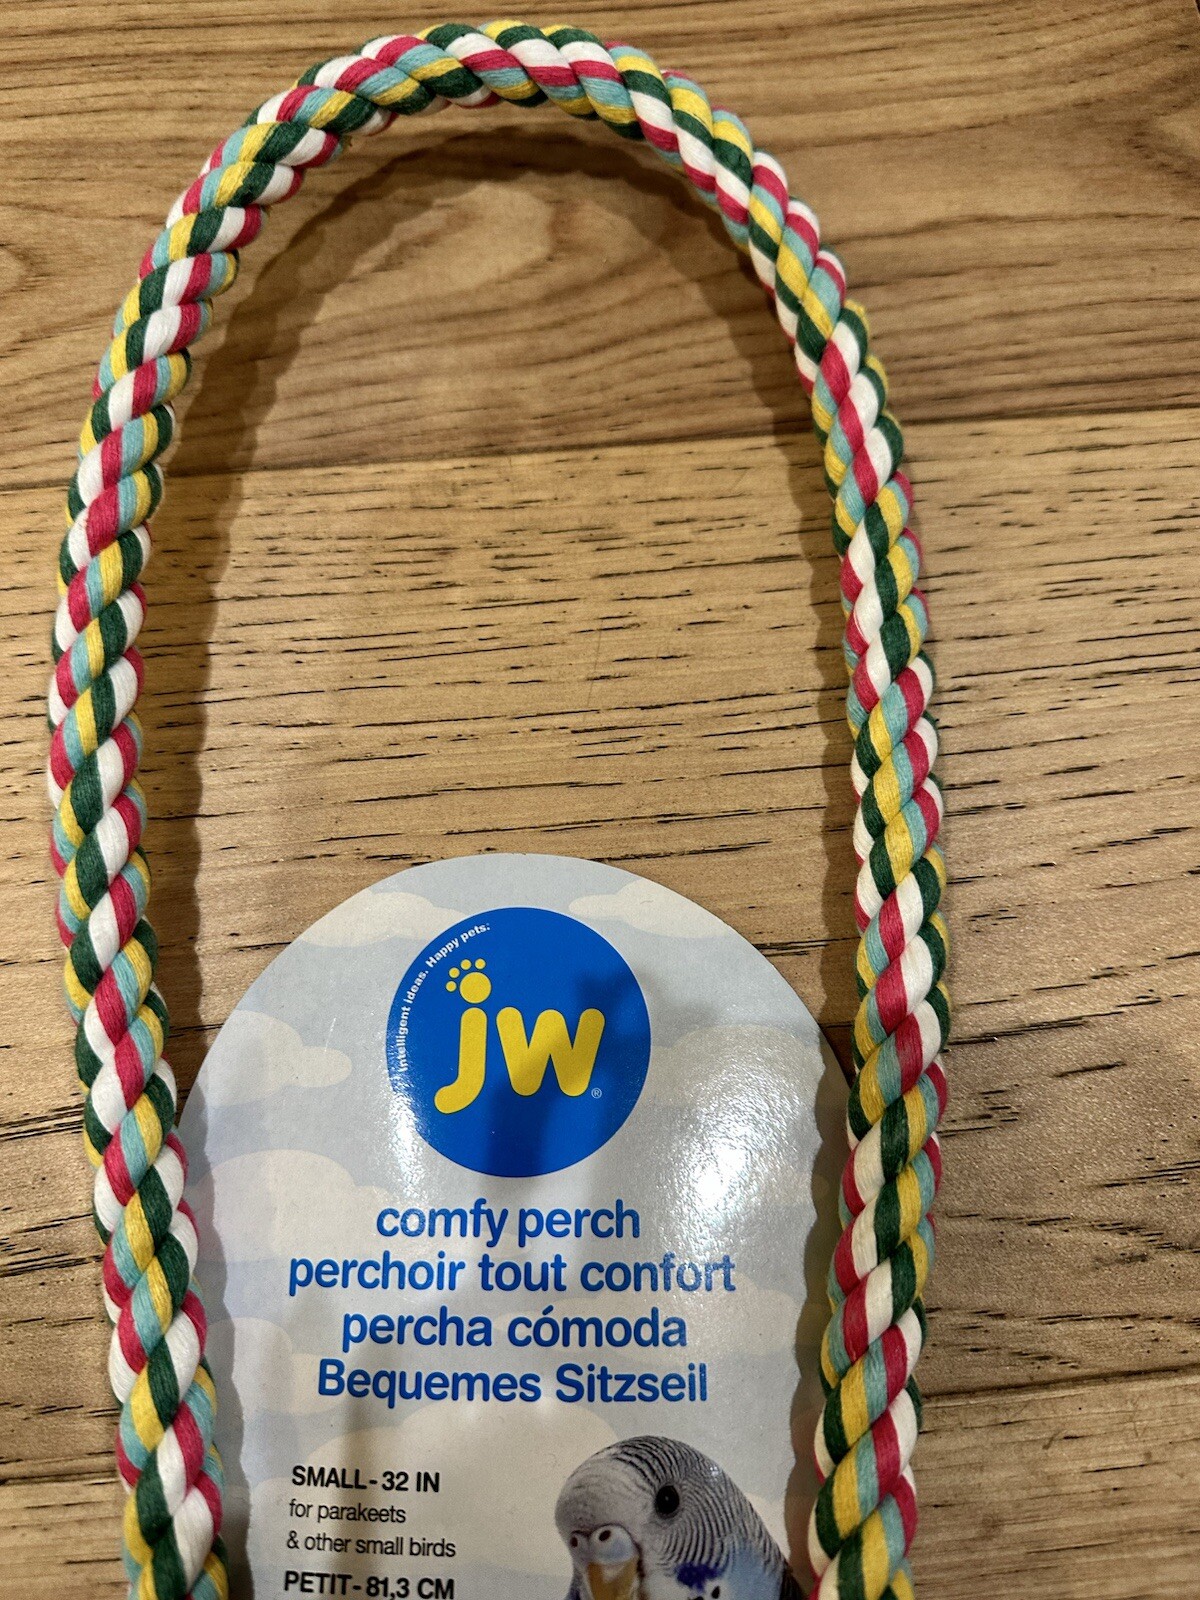 Intelligent ideas. Happy pets.
jw®
comfy perch
perchoir tout confort
percha cómoda
Bequemes Sitzseil
SMALL - 32 IN
for parakeets
& other small birds
PETIT - 81,3 CM